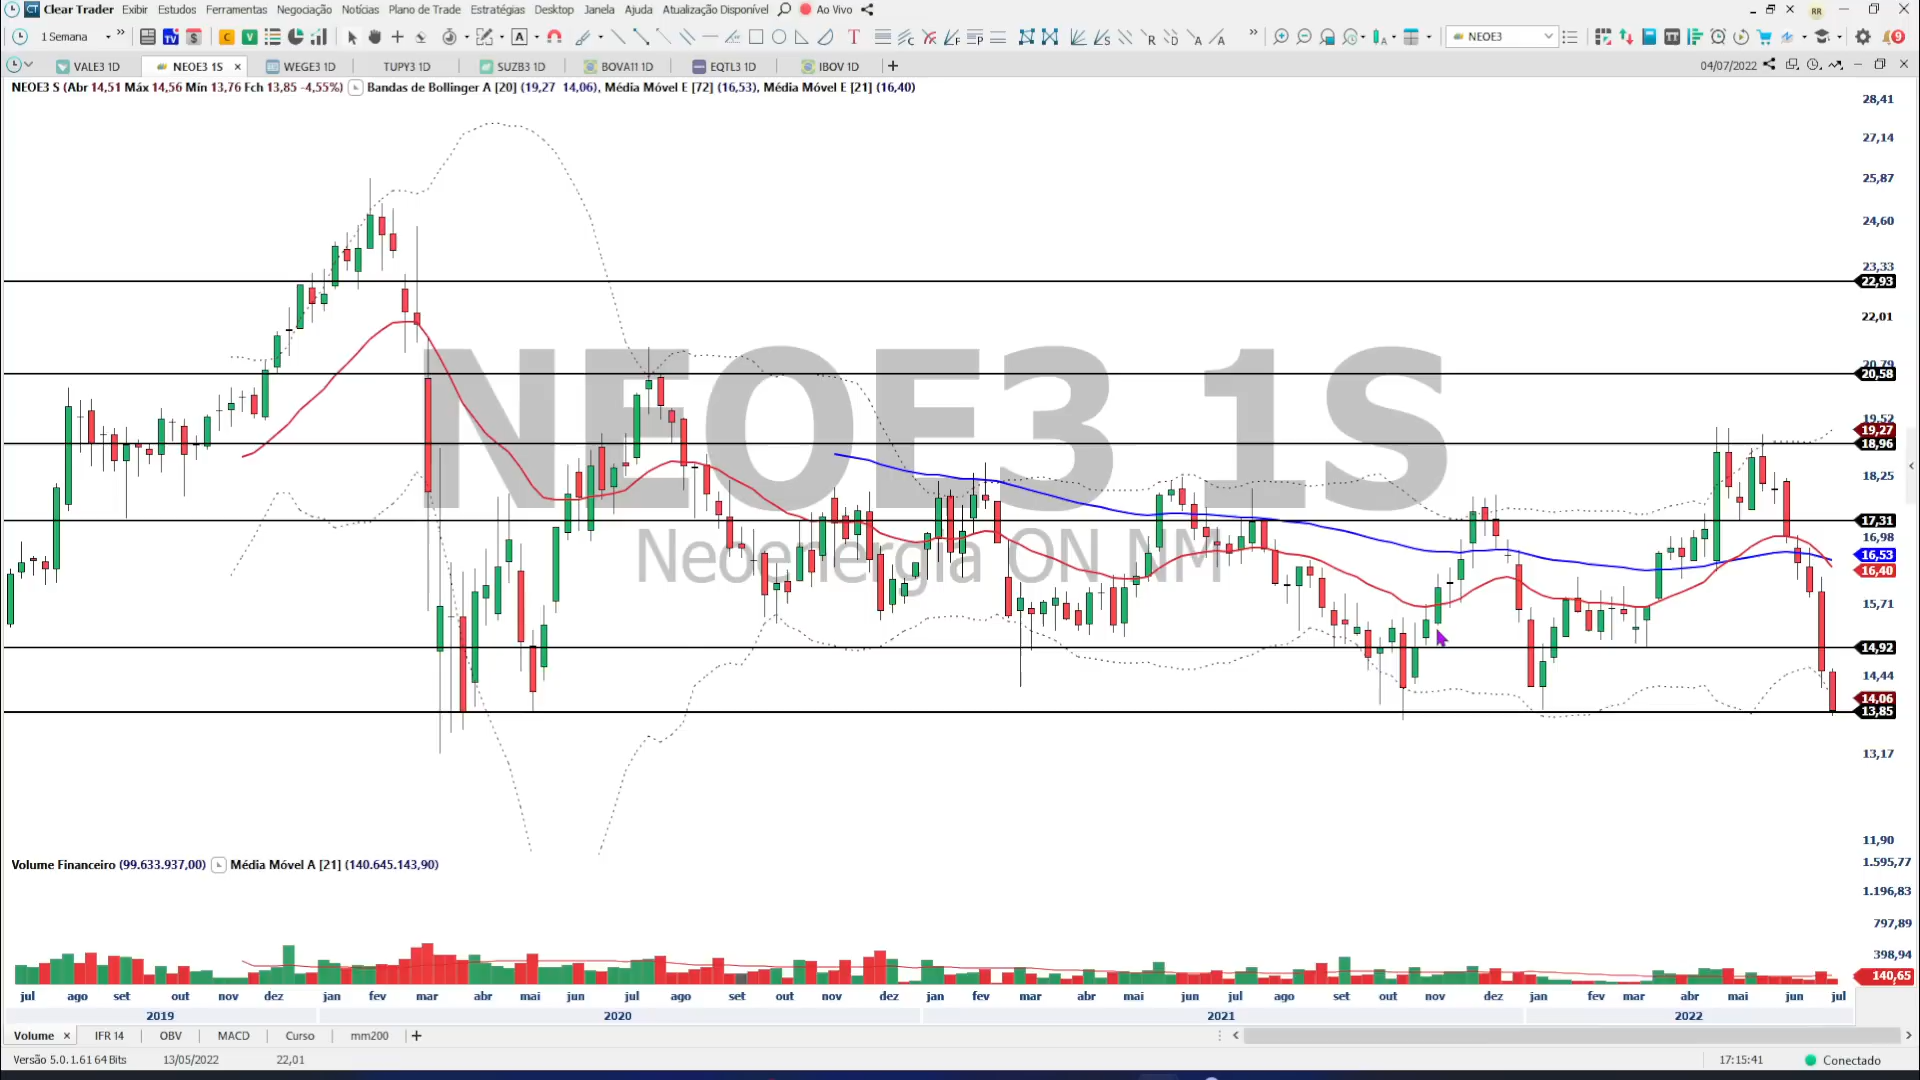 Clear Trader Exibir Estudos Ferramentas Negociação Notícias Plano de Trade Estratégias Desktop Janela Ajuda Atualização Disponível Ao Vivo RR
1 Semana NEOE3 9
VALE3 1D NEOE3 1S WEGE3 1D TUPY3 1D SUZB3 1D BOVA11 1D EQTL3 1D IBOV 1D 04/07/2022
NEOE3 S (Abr 14,51 Máx 14,56 Mín 13,76 Fch 13,85 -4,55%) Bandas de Bollinger A [20] (19,27 14,06), Média Móvel E [72] (16,53), Média Móvel E [21] (16,40)
28,41
27,14
25,87
24,60
23,33
22,93
22,01
20,79
20,58
19,52
19,27
18,96
18,25
17,31
16,98
16,53
16,40
15,71
14,92
14,44
14,06
13,85
13,17
11,90
NEOE3 1S
Neoenergia ON NM
Volume Financeiro (99.633.937,00) Média Móvel A [21] (140.645.143,90)
1.595,77
1.196,83
797,89
398,94
140,65
jul ago set out nov dez jan fev mar abr mai jun jul ago set out nov dez jan fev mar abr mai jun jul ago set out nov dez jan fev mar abr mai jun jul
2019 2020 2021 2022
Volume IFR 14 OBV MACD Curso mm200
Versão 5.0.1.61 64 Bits 13/05/2022 22,01 17:15:41 Conectado